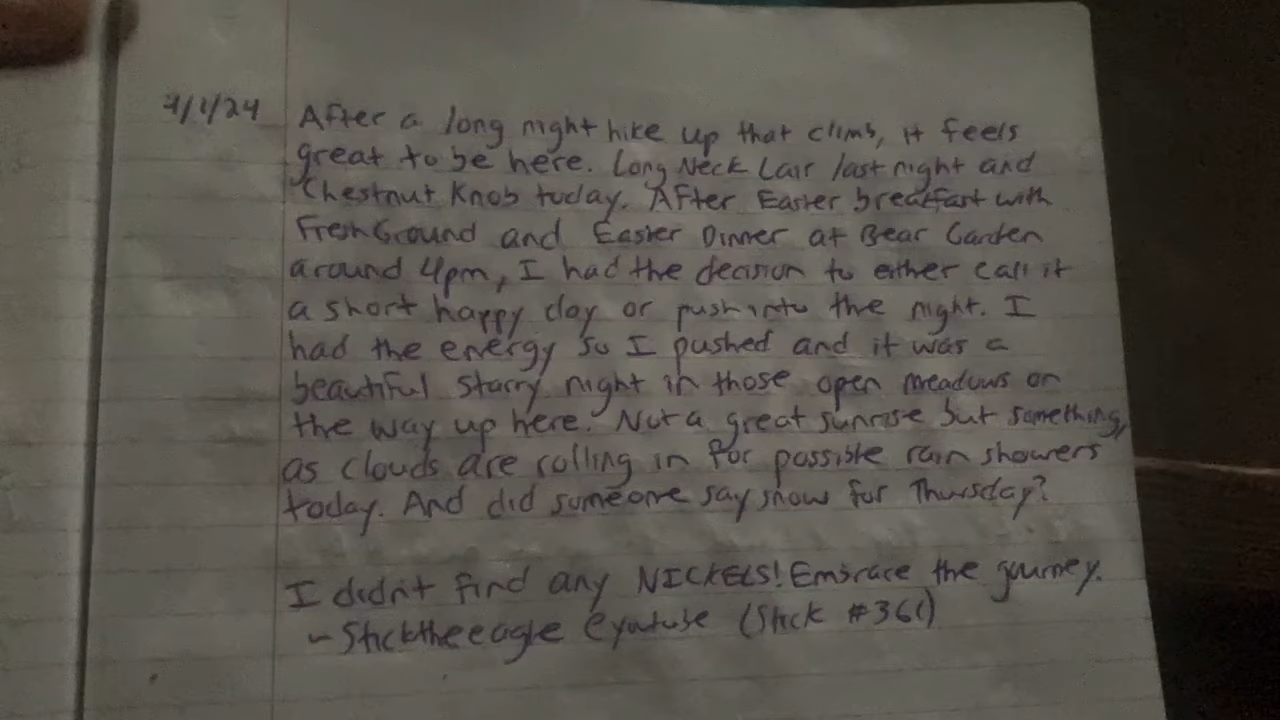 4/1/24 After a long night hike up that climb, it feels
great to be here. Long Neck Lair last night and
Chestnut Knob today. After Easter breakfast with
FreshGround and Easter Dinner at Bear Garden
around 4pm, I had the decision to either call it
a short happy day or push into the night. I
had the energy so I pushed and it was a
beautiful starry night in those open meadows on
the way up here. Not a great sunrise but something,
as clouds are rolling in for possible rain showers
today. And did someone say snow for Thursday?
I didn't find any NICKELS! Embrace the journey.
~ Sticktheeagle @youtube (Stick #361)